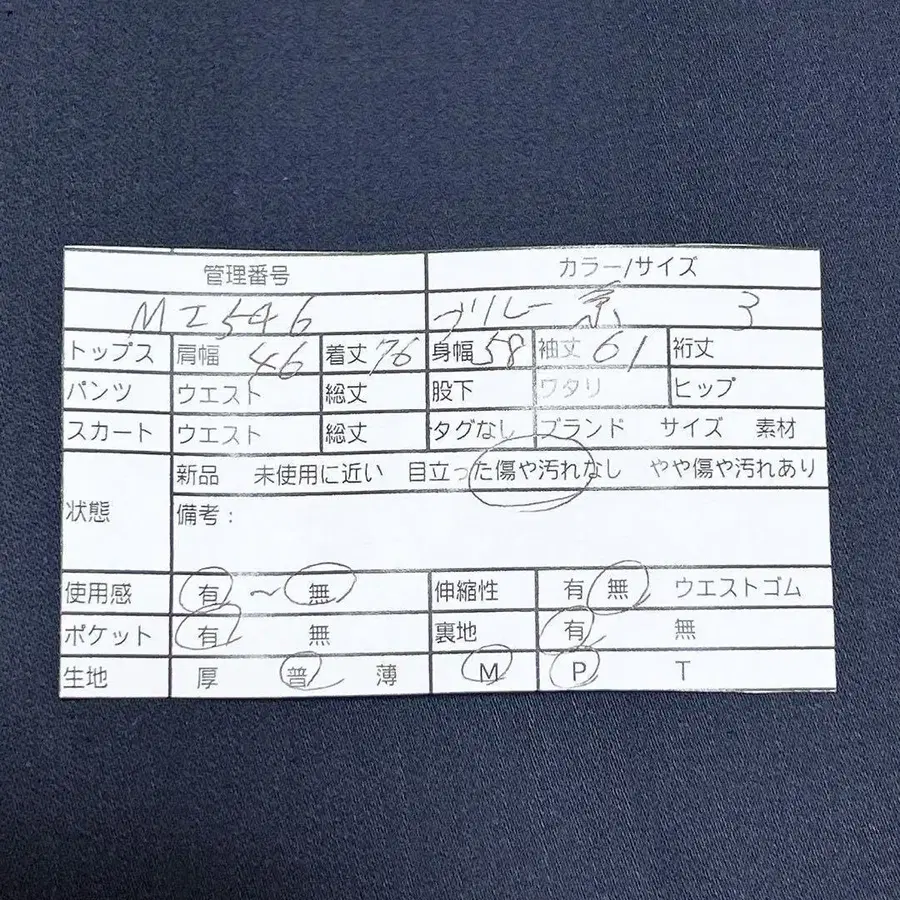 管理番号 カラー/サイズ
MI546 ブルー系 3
トップス 肩幅 46 着丈 76 身幅 58 袖丈 61 裄丈
パンツ ウエスト 総丈 股下 ワタリ ヒップ
スカート ウエスト 総丈 タグなし ブランド サイズ 素材
状態 新品 未使用に近い 目立った傷や汚れなし やや傷や汚れあり
備考:
使用感 有 ~ 無 伸縮性 有 無 ウエストゴム
ポケット 有 無 裏地 有 無
生地 厚 普 薄 M P T